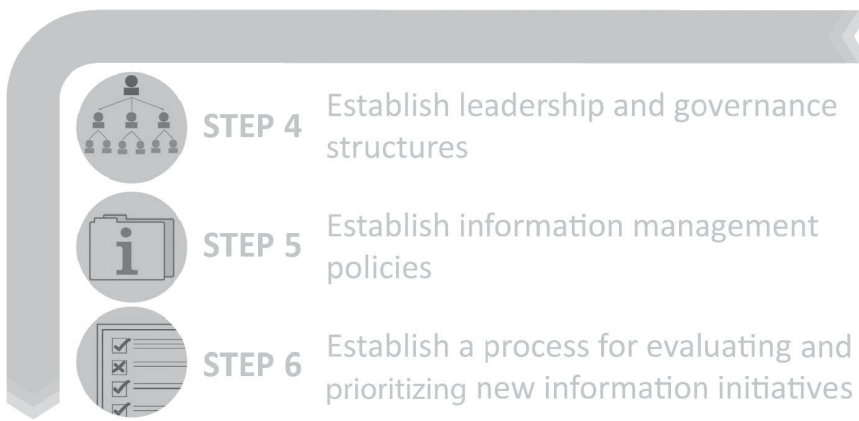 STEP 4
Establish leadership and governance
structures
STEP 5
Establish information management
policies
STEP 6
Establish a process for evaluating and
prioritizing new information initiatives